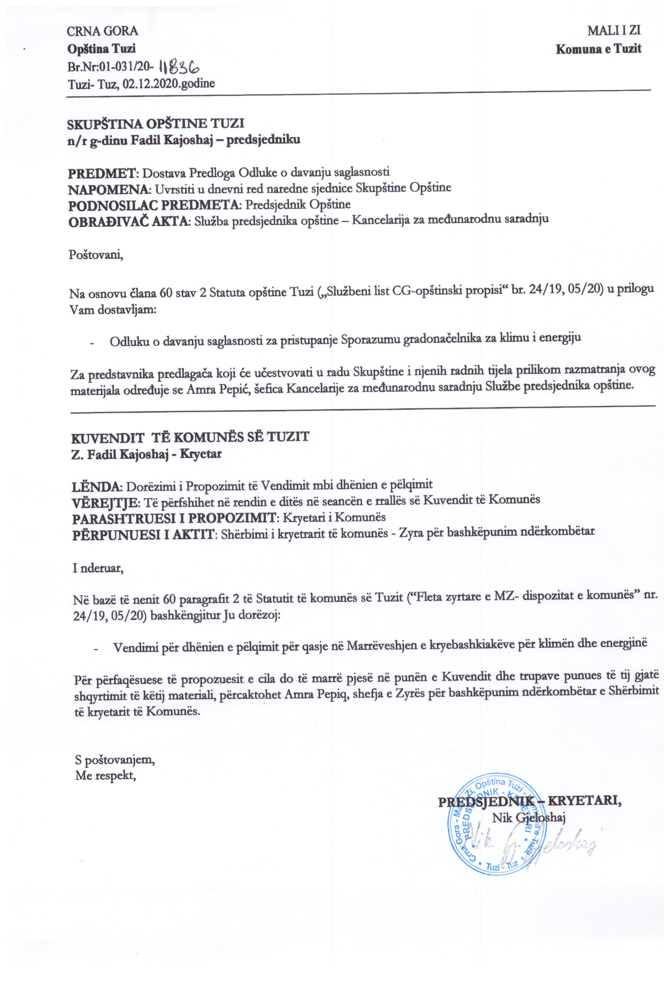 CRNA GORA
MALI I ZI
Opština Tuzi
Komuna e Tuzit
Br.Nr:01-031/20- 11836
Tuzi- Tuz, 02.12.2020.godine
SKUPŠTINA OPŠTINE TUZI
n/r g-dinu Fadil Kajoshaj – predsjedniku
PREDMET: Dostava Predloga Odluke o davanju saglasnosti
NAPOMENA: Uvrstiti u dnevni red naredne sjednice Skupštine Opštine
PODNOSILAC PREDMETA: Predsjednik Opštine
OBRAĐIVAČ AKTA: Služba predsjednika opštine – Kancelarija za međunarodnu saradnju
Poštovani,
Na osnovu člana 60 stav 2 Statuta opštine Tuzi („Službeni list CG-opštinski propisi“ br. 24/19, 05/20) u prilogu
Vam dostavljam:
- Odluku o davanju saglasnosti za pristupanje Sporazumu gradonačelnika za klimu i energiju
Za predstavnika predlagača koji će učestvovati u radu Skupštine i njenih radnih tijela prilikom razmatranja ovog
materijala određuje se Amra Pepić, šefica Kancelarije za međunarodnu saradnju Službe predsjednika opštine.
KUVENDIT TË KOMUNËS SË TUZIT
Z. Fadil Kajoshaj - Kryetar
LËNDA: Dorëzimi i Propozimit të Vendimit mbi dhënien e pëlqimit
VËREJTJE: Të përfshihet në rendin e ditës në seancën e rrallës së Kuvendit të Komunës
PARASHTRUESI I PROPOZIMIT: Kryetari i Komunës
PËRPUNUESI I AKTIT: Shërbimi i kryetrarit të komunës - Zyra për bashkëpunim ndërkombëtar
I nderuar,
Në bazë të nenit 60 paragrafit 2 të Statutit të komunës së Tuzit (“Fleta zyrtare e MZ- dispozitat e komunës” nr.
24/19, 05/20) bashkëngjitur Ju dorëzoj:
- Vendimi për dhënien e pëlqimit për qasje në Marrëveshjen e kryebashkiakëve për klimën dhe energjinë
Për përfaqësuese të propozuesit e cila do të marrë pjesë në punën e Kuvendit dhe trupave punues të tij gjatë
shqyrtimit të këtij materiali, përcaktohet Amra Pepiq, shefja e Zyrës për bashkëpunim ndërkombëtar e Shërbimit
të kryetarit të Komunës.
S poštovanjem,
Me respekt,
PREDSJEDNIK – KRYETARI,
Nik Gjeloshaj
Nik Gjeloshaj
Crna Gora - Mali i Zi, Opština Tuzi - Komuna e Tuzit
* PREDSJEDNIK - KRYETARI *
* Tuzi - Tuz *